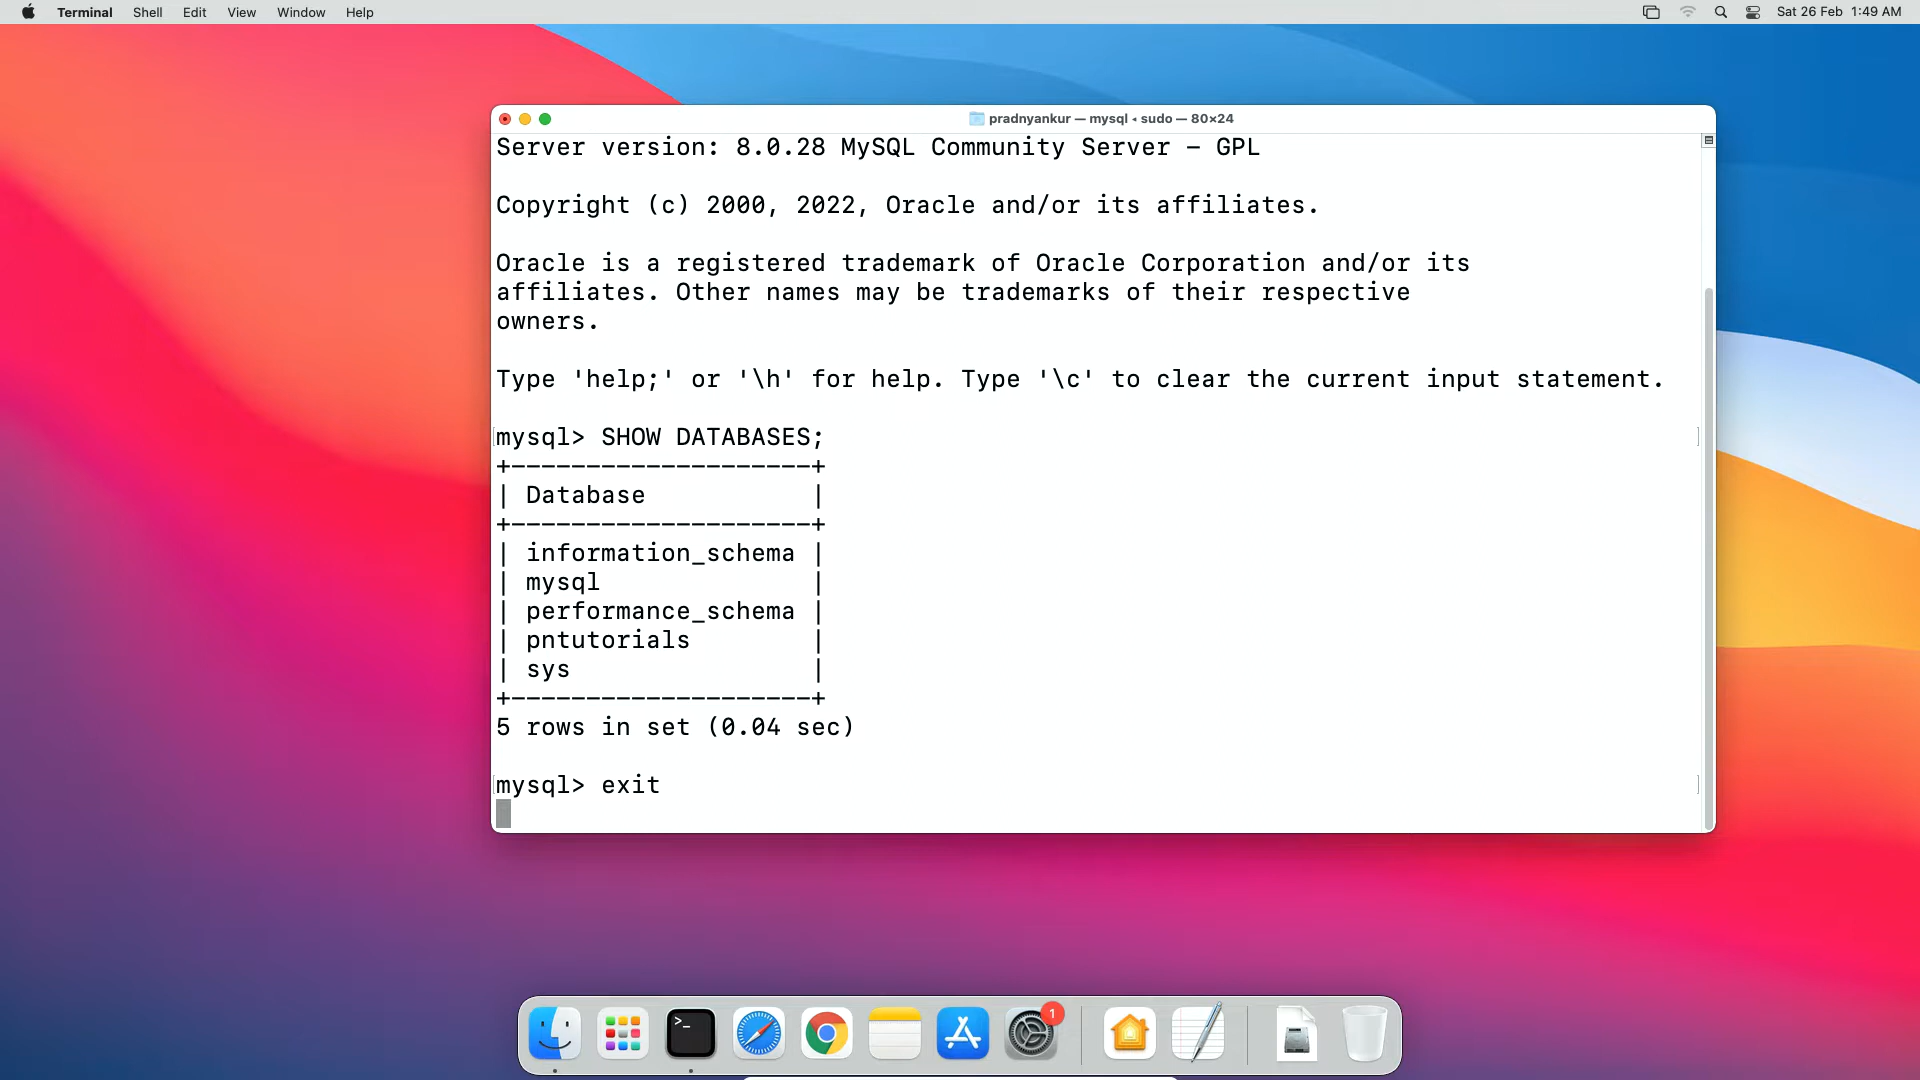 Terminal Shell Edit View Window Help Sat 26 Feb 1:49 AM
pradnyankur — mysql ◂ sudo — 80×24
Server version: 8.0.28 MySQL Community Server - GPL
Copyright (c) 2000, 2022, Oracle and/or its affiliates.
Oracle is a registered trademark of Oracle Corporation and/or its
affiliates. Other names may be trademarks of their respective
owners.
Type 'help;' or '\h' for help. Type '\c' to clear the current input statement.
mysql> SHOW DATABASES;
+--------------------+
| Database           |
+--------------------+
| information_schema |
| mysql              |
| performance_schema |
| pntutorials        |
| sys                |
+--------------------+
5 rows in set (0.04 sec)
mysql> exit
>_
1